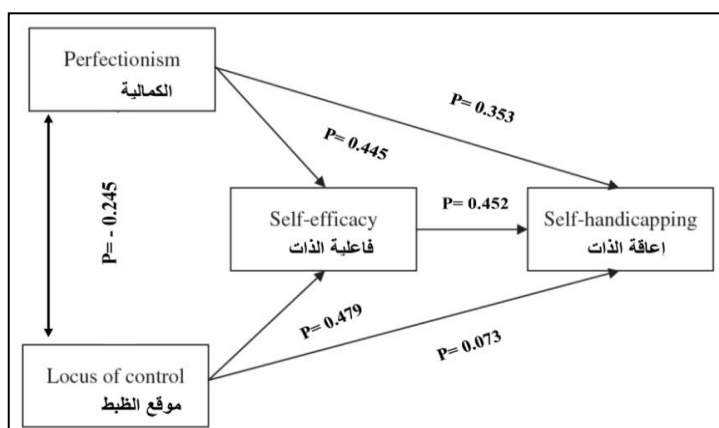 Perfectionism
الكمالية
P= 0.353
P= 0.445
P= - 0.245
Self-efficacy
فاعلية الذات
P= 0.452
Self-handicapping
إعاقة الذات
P= 0.479
P= 0.073
Locus of control
موقع الظبط